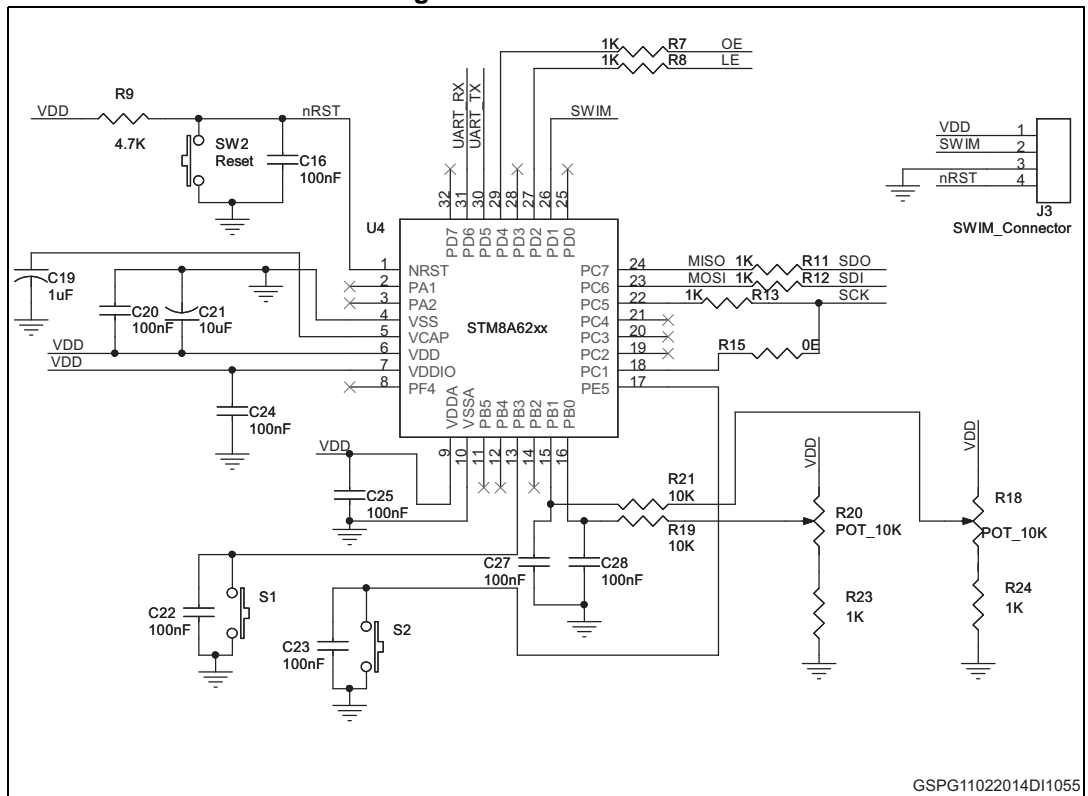 1K R7 OE
1K R8 LE
UART_RX
UART_TX
SWIM
VDD R9 nRST
4.7K
SW2
Reset
C16
100nF
VDD 1
SWIM 2
3
nRST 4
J3
SWIM_Connector
32 31 30 29 28 27 26 25
PD7 PD6 PD5 PD4 PD3 PD2 PD1 PD0
U4
STM8A62xx
1 NRST
2 PA1
3 PA2
4 VSS
5 VCAP
6 VDD
7 VDDIO
8 PF4
PC7 24 MISO 1K R11 SDO
PC6 23 MOSI 1K R12 SDI
PC5 22 1K R13 SCK
PC4 21
PC3 20
PC2 19
PC1 18 R15 0E
PE5 17
C19
1uF
C20
100nF
C21
10uF
VDD
VDD
C24
100nF
VDDA VSSA PB5 PB4 PB3 PB2 PB1 PB0
9 10 11 12 13 14 15 16
VDD
C25
100nF
R21
10K
R19
10K
VDD
R20
POT_10K
VDD
R18
POT_10K
C27
100nF
C28
100nF
R23
1K
R24
1K
C22
100nF
S1
C23
100nF
S2
GSPG11022014DI1055